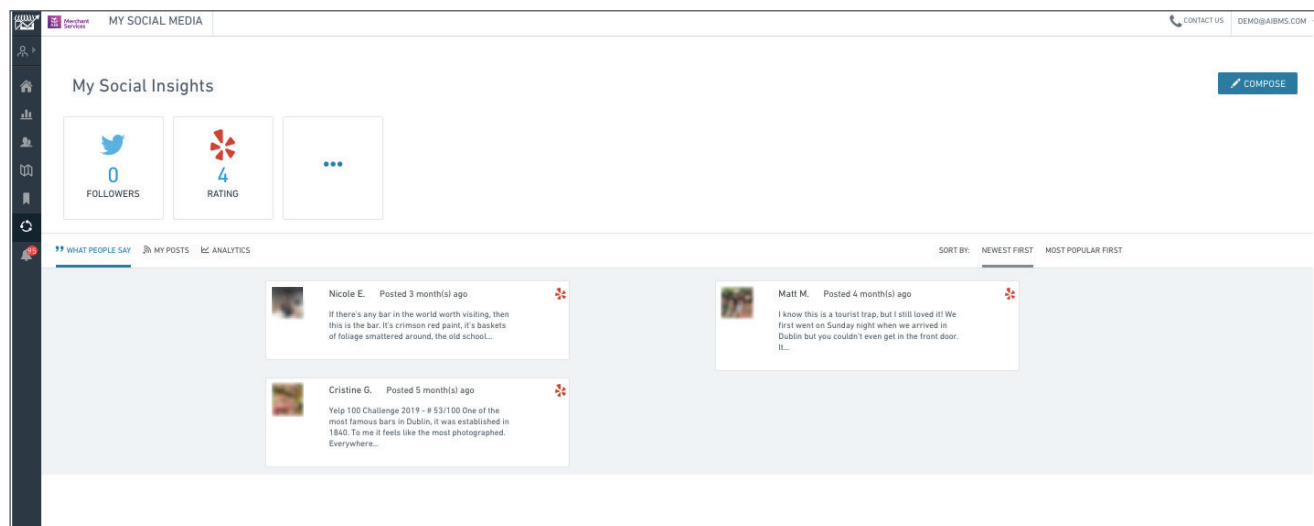 Merchant Services
MY SOCIAL MEDIA
CONTACT US
DEMO@AIBMS.COM
My Social Insights
COMPOSE
0
FOLLOWERS
4
RATING
95
WHAT PEOPLE SAY
MY POSTS
ANALYTICS
SORT BY:
NEWEST FIRST
MOST POPULAR FIRST
Nicole E. Posted 3 month(s) ago
If there's any bar in the world worth visiting, then
this is the bar. It's crimson red paint, it's baskets
of foliage smattered around, the old school...
Matt M. Posted 4 month(s) ago
I know this is a tourist trap, but I still loved it! We
first went on Sunday night when we arrived in
Dublin but you couldn't even get in the front door.
It...
Cristine G. Posted 5 month(s) ago
Yelp 100 Challenge 2019 - # 53/100 One of the
most famous bars in Dublin, it was established in
1840. To me it feels like the most photographed.
Everywhere...